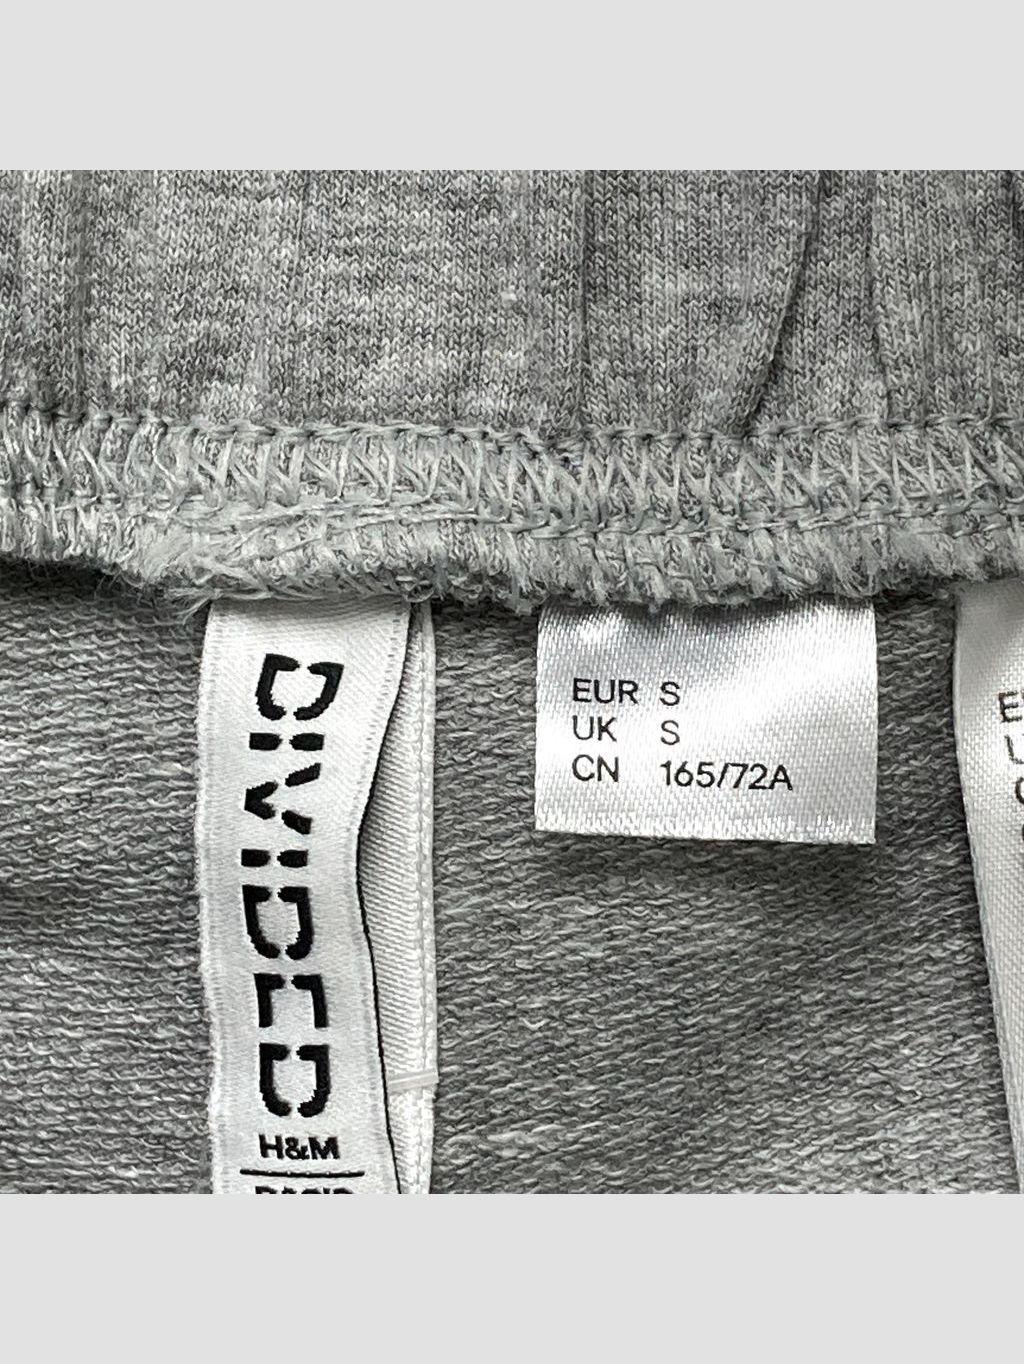 DIVIDED
H&M
EUR S
UK S
CN 165/72A